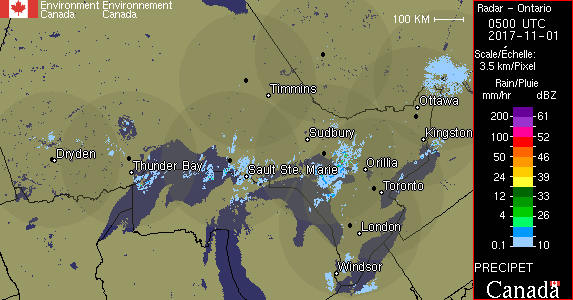 Environment Environnement
Canada Canada
100 KM
Radar - Ontario
0500 UTC
2017-11-01
Scale/Échelle:
3.5 km/Pixel
Rain/Pluie
mm/hr dBZ
200 61
100 52
50 46
24 39
12 33
4 26
2 18
0.1 10
PRECIPET
Canada
Timmins
Ottawa
Sudbury
Kingston
Dryden
Thunder Bay
Sault Ste. Marie
Orillia
Toronto
London
Windsor